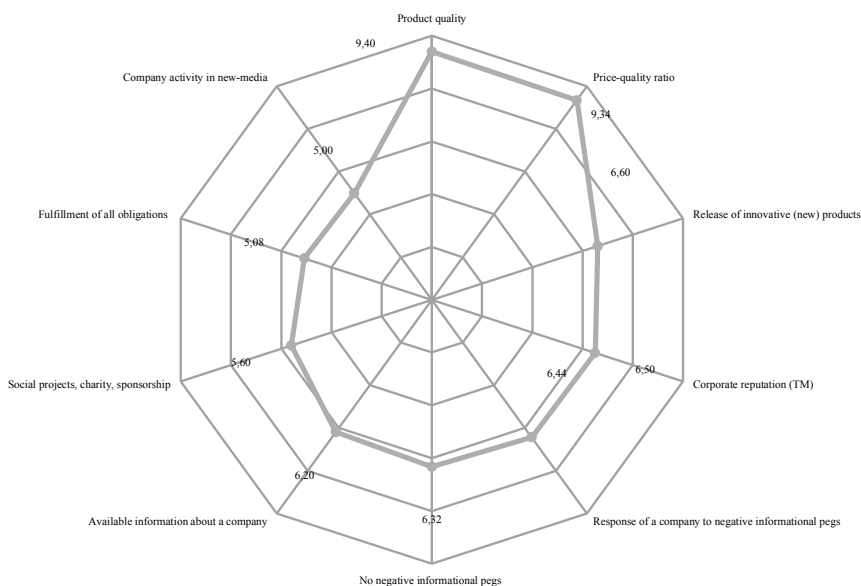 Product quality
9,40
Company activity in new-media
Price-quality ratio
9,34
5,00
6,60
Fulfillment of all obligations
Release of innovative (new) products
5,08
5,60
6,44
6,50
Social projects, charity, sponsorship
Corporate reputation (TM)
6,20
Available information about a company
6,32
Response of a company to negative informational pegs
No negative informational pegs